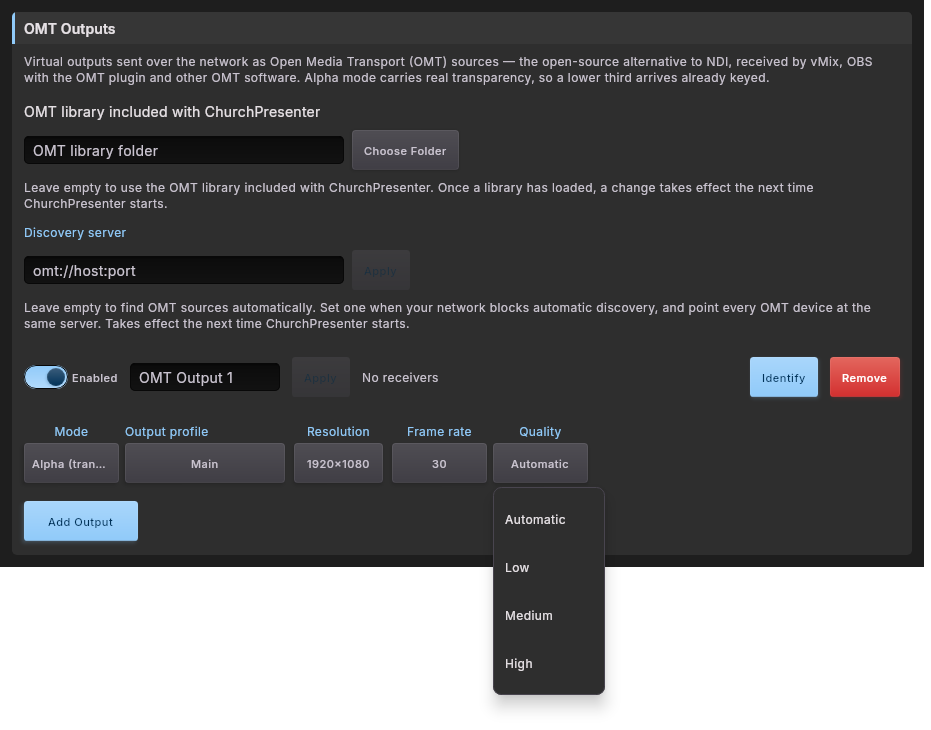 OMT Outputs
Virtual outputs sent over the network as Open Media Transport (OMT) sources — the open-source alternative to NDI, received by vMix, OBS
with the OMT plugin and other OMT software. Alpha mode carries real transparency, so a lower third arrives already keyed.
OMT library included with ChurchPresenter
OMT library folder
Choose Folder
Leave empty to use the OMT library included with ChurchPresenter. Once a library has loaded, a change takes effect the next time
ChurchPresenter starts.
Discovery server
omt://host:port
Apply
Leave empty to find OMT sources automatically. Set one when your network blocks automatic discovery, and point every OMT device at the
same server. Takes effect the next time ChurchPresenter starts.
Enabled
OMT Output 1
Apply
No receivers
Identify
Remove
Mode Output profile Resolution Frame rate Quality
Alpha (tran... Main 1920×1080 30 Automatic
Add Output
Automatic
Low
Medium
High